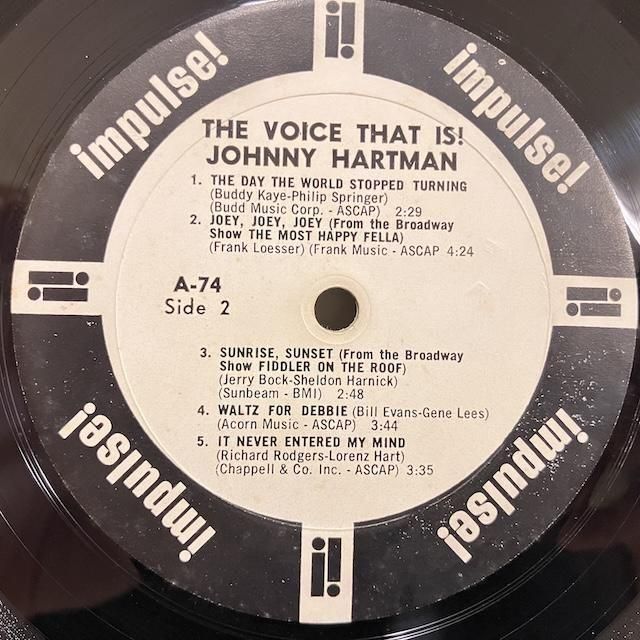 impulse!
impulse!
THE VOICE THAT IS!
JOHNNY HARTMAN
1. THE DAY THE WORLD STOPPED TURNING
(Buddy Kaye-Philip Springer)
(Budd Music Corp. - ASCAP) 2:29
2. JOEY, JOEY, JOEY (From the Broadway
Show THE MOST HAPPY FELLA)
(Frank Loesser) (Frank Music - ASCAP 4:24
A-74
Side 2
3. SUNRISE, SUNSET (From the Broadway
Show FIDDLER ON THE ROOF)
(Jerry Bock-Sheldon Harnick)
(Sunbeam - BMI) 2:48
4. WALTZ FOR DEBBIE (Bill Evans-Gene Lees)
(Acorn Music - ASCAP) 3:44
5. IT NEVER ENTERED MY MIND
(Richard Rodgers-Lorenz Hart)
(Chappell & Co. Inc. - ASCAP) 3:35
impulse!
impulse!